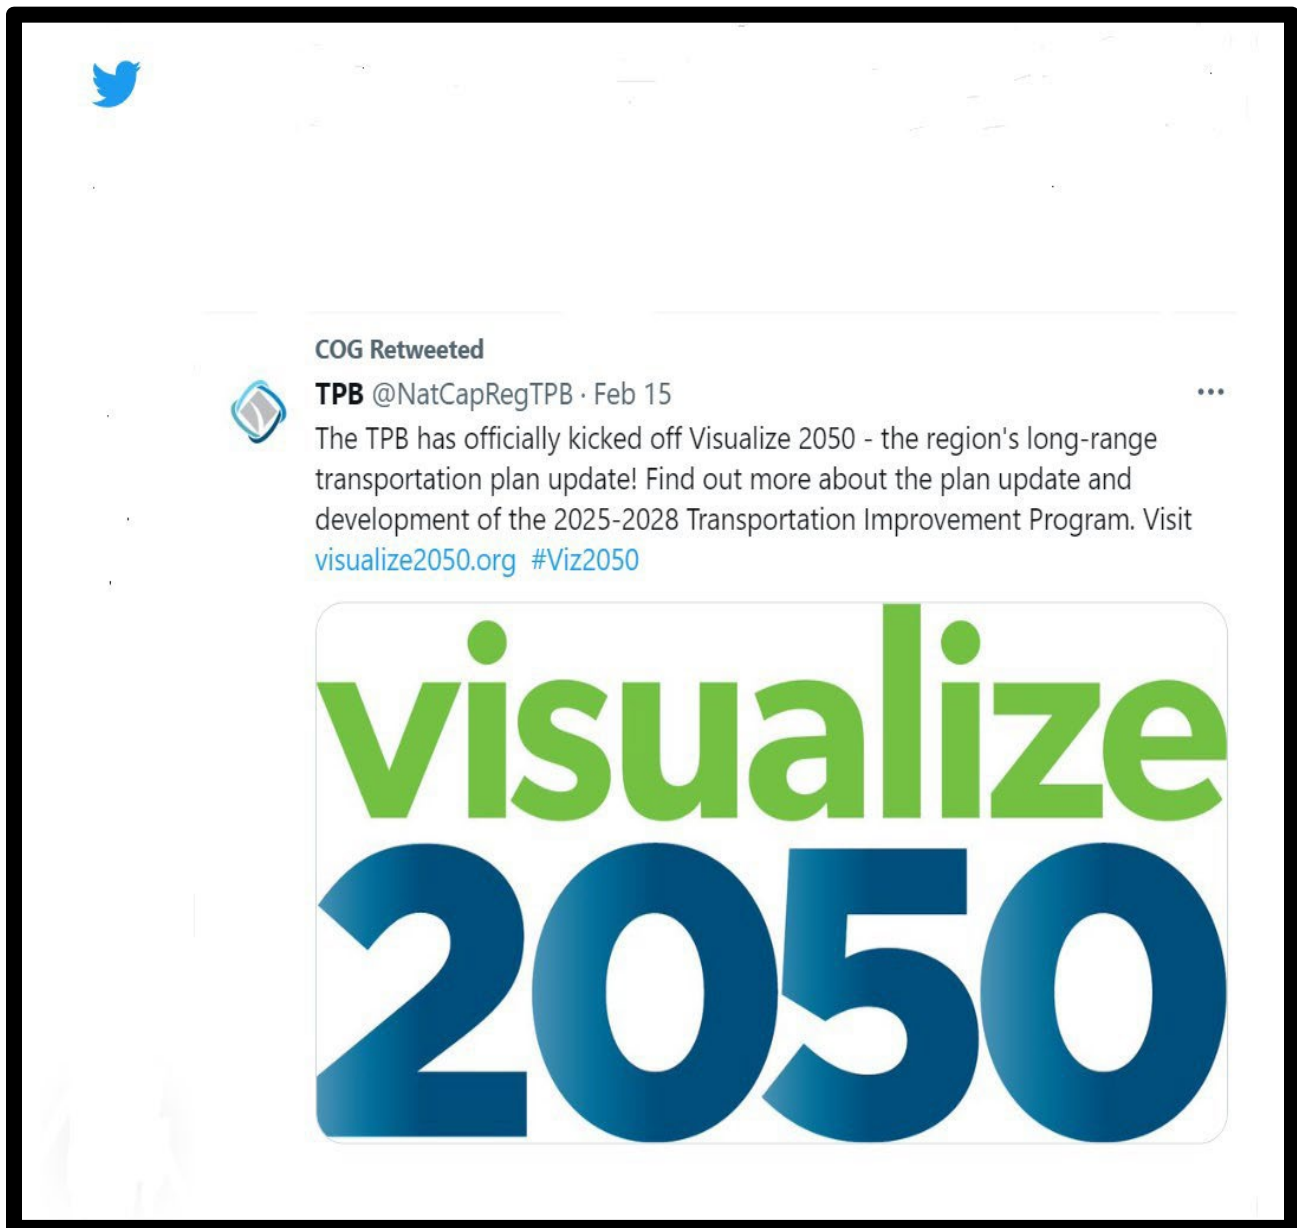 COG Retweeted
TPB @NatCapRegTPB · Feb 15
The TPB has officially kicked off Visualize 2050 - the region's long-range
transportation plan update! Find out more about the plan update and
development of the 2025-2028 Transportation Improvement Program. Visit
visualize2050.org #Viz2050
visualize
2050